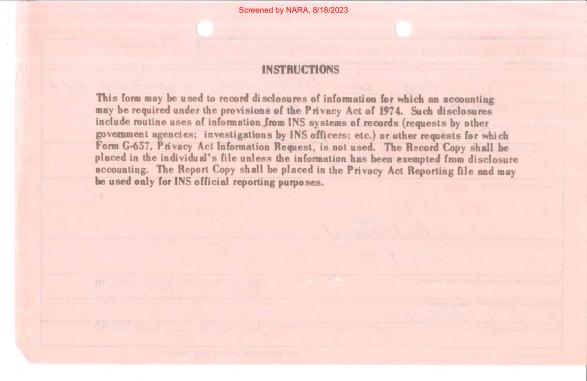 Screened by NARA, 8/18/2023
INSTRUCTIONS
This form may be used to record disclosures of information for which an accounting
may be required under the provisions of the Privacy Act of 1974. Such disclosures
include routine uses of information from INS systems of records (requests by other
government agencies; investigations by INS officers; etc.) or other requests for which
Form G-657, Privacy Act Information Request, is not used. The Record Copy shall be
placed in the individual's file unless the information has been exempted from disclosure
accounting. The Report Copy shall be placed in the Privacy Act Reporting file and may
be used only for INS official reporting purposes.